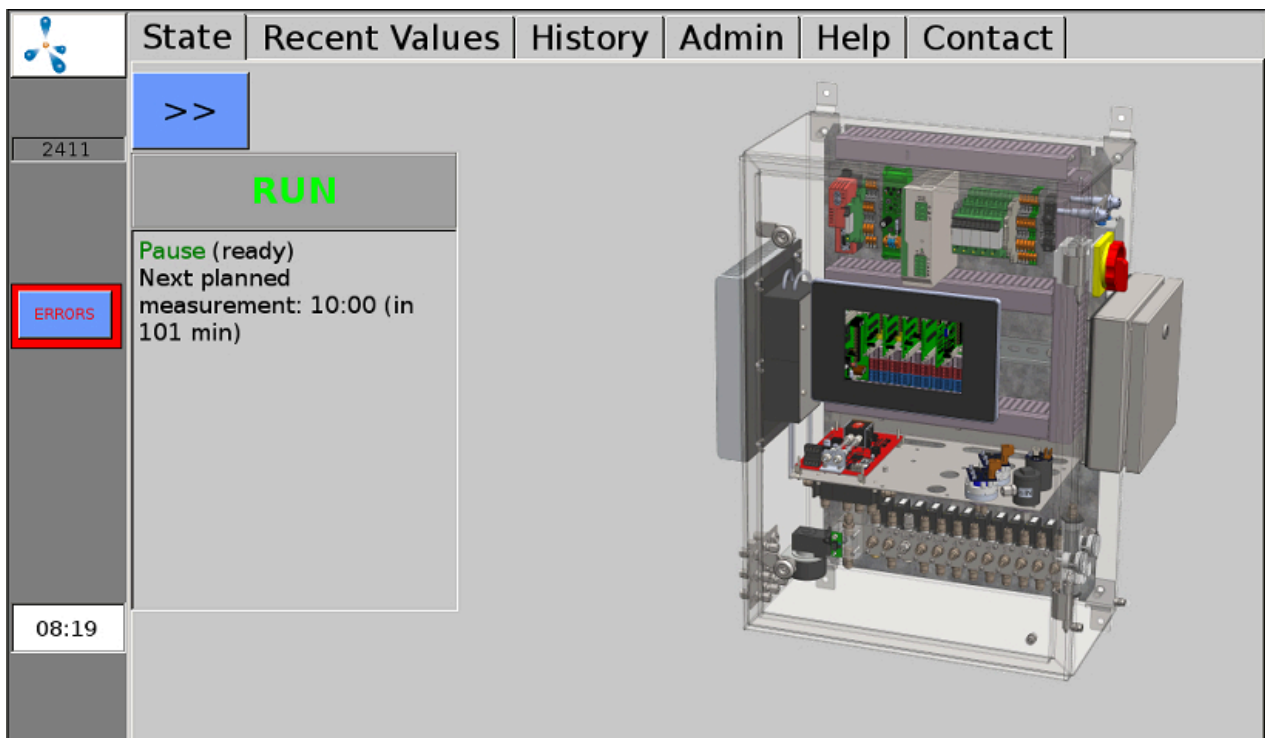 State
Recent Values
History
Admin
Help
Contact
>>
2411
RUN
Pause (ready)
Next planned
measurement: 10:00 (in
101 min)
ERRORS
08:19